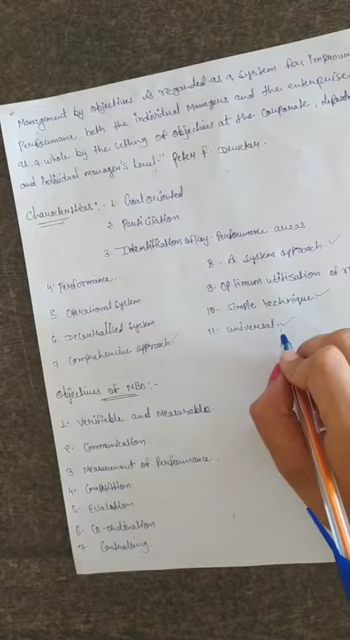 "Management by objectives is regarded as a system for improving
Performance both the individual Managers and the enterprise
as a whole by the setting of objectives at the corporate,
and individual manager's level." Peter F. Drucker.
Characteristics:- 1. Goal oriented
2. Participation
3. Identification of key Performance areas
4. Performance.
5. Operational System
6. Decentralised System
7. Comprehensive approach.
8. A System approach
9. Optimum utilisation of
10. Simple technique
11. Universal
Objectives of MBO:-
1. Verifiable and Measurable
2. Communication
3. Measurement of Performance.
4. Competition
5. Evaluation
6. Co-ordination
7. Controlling